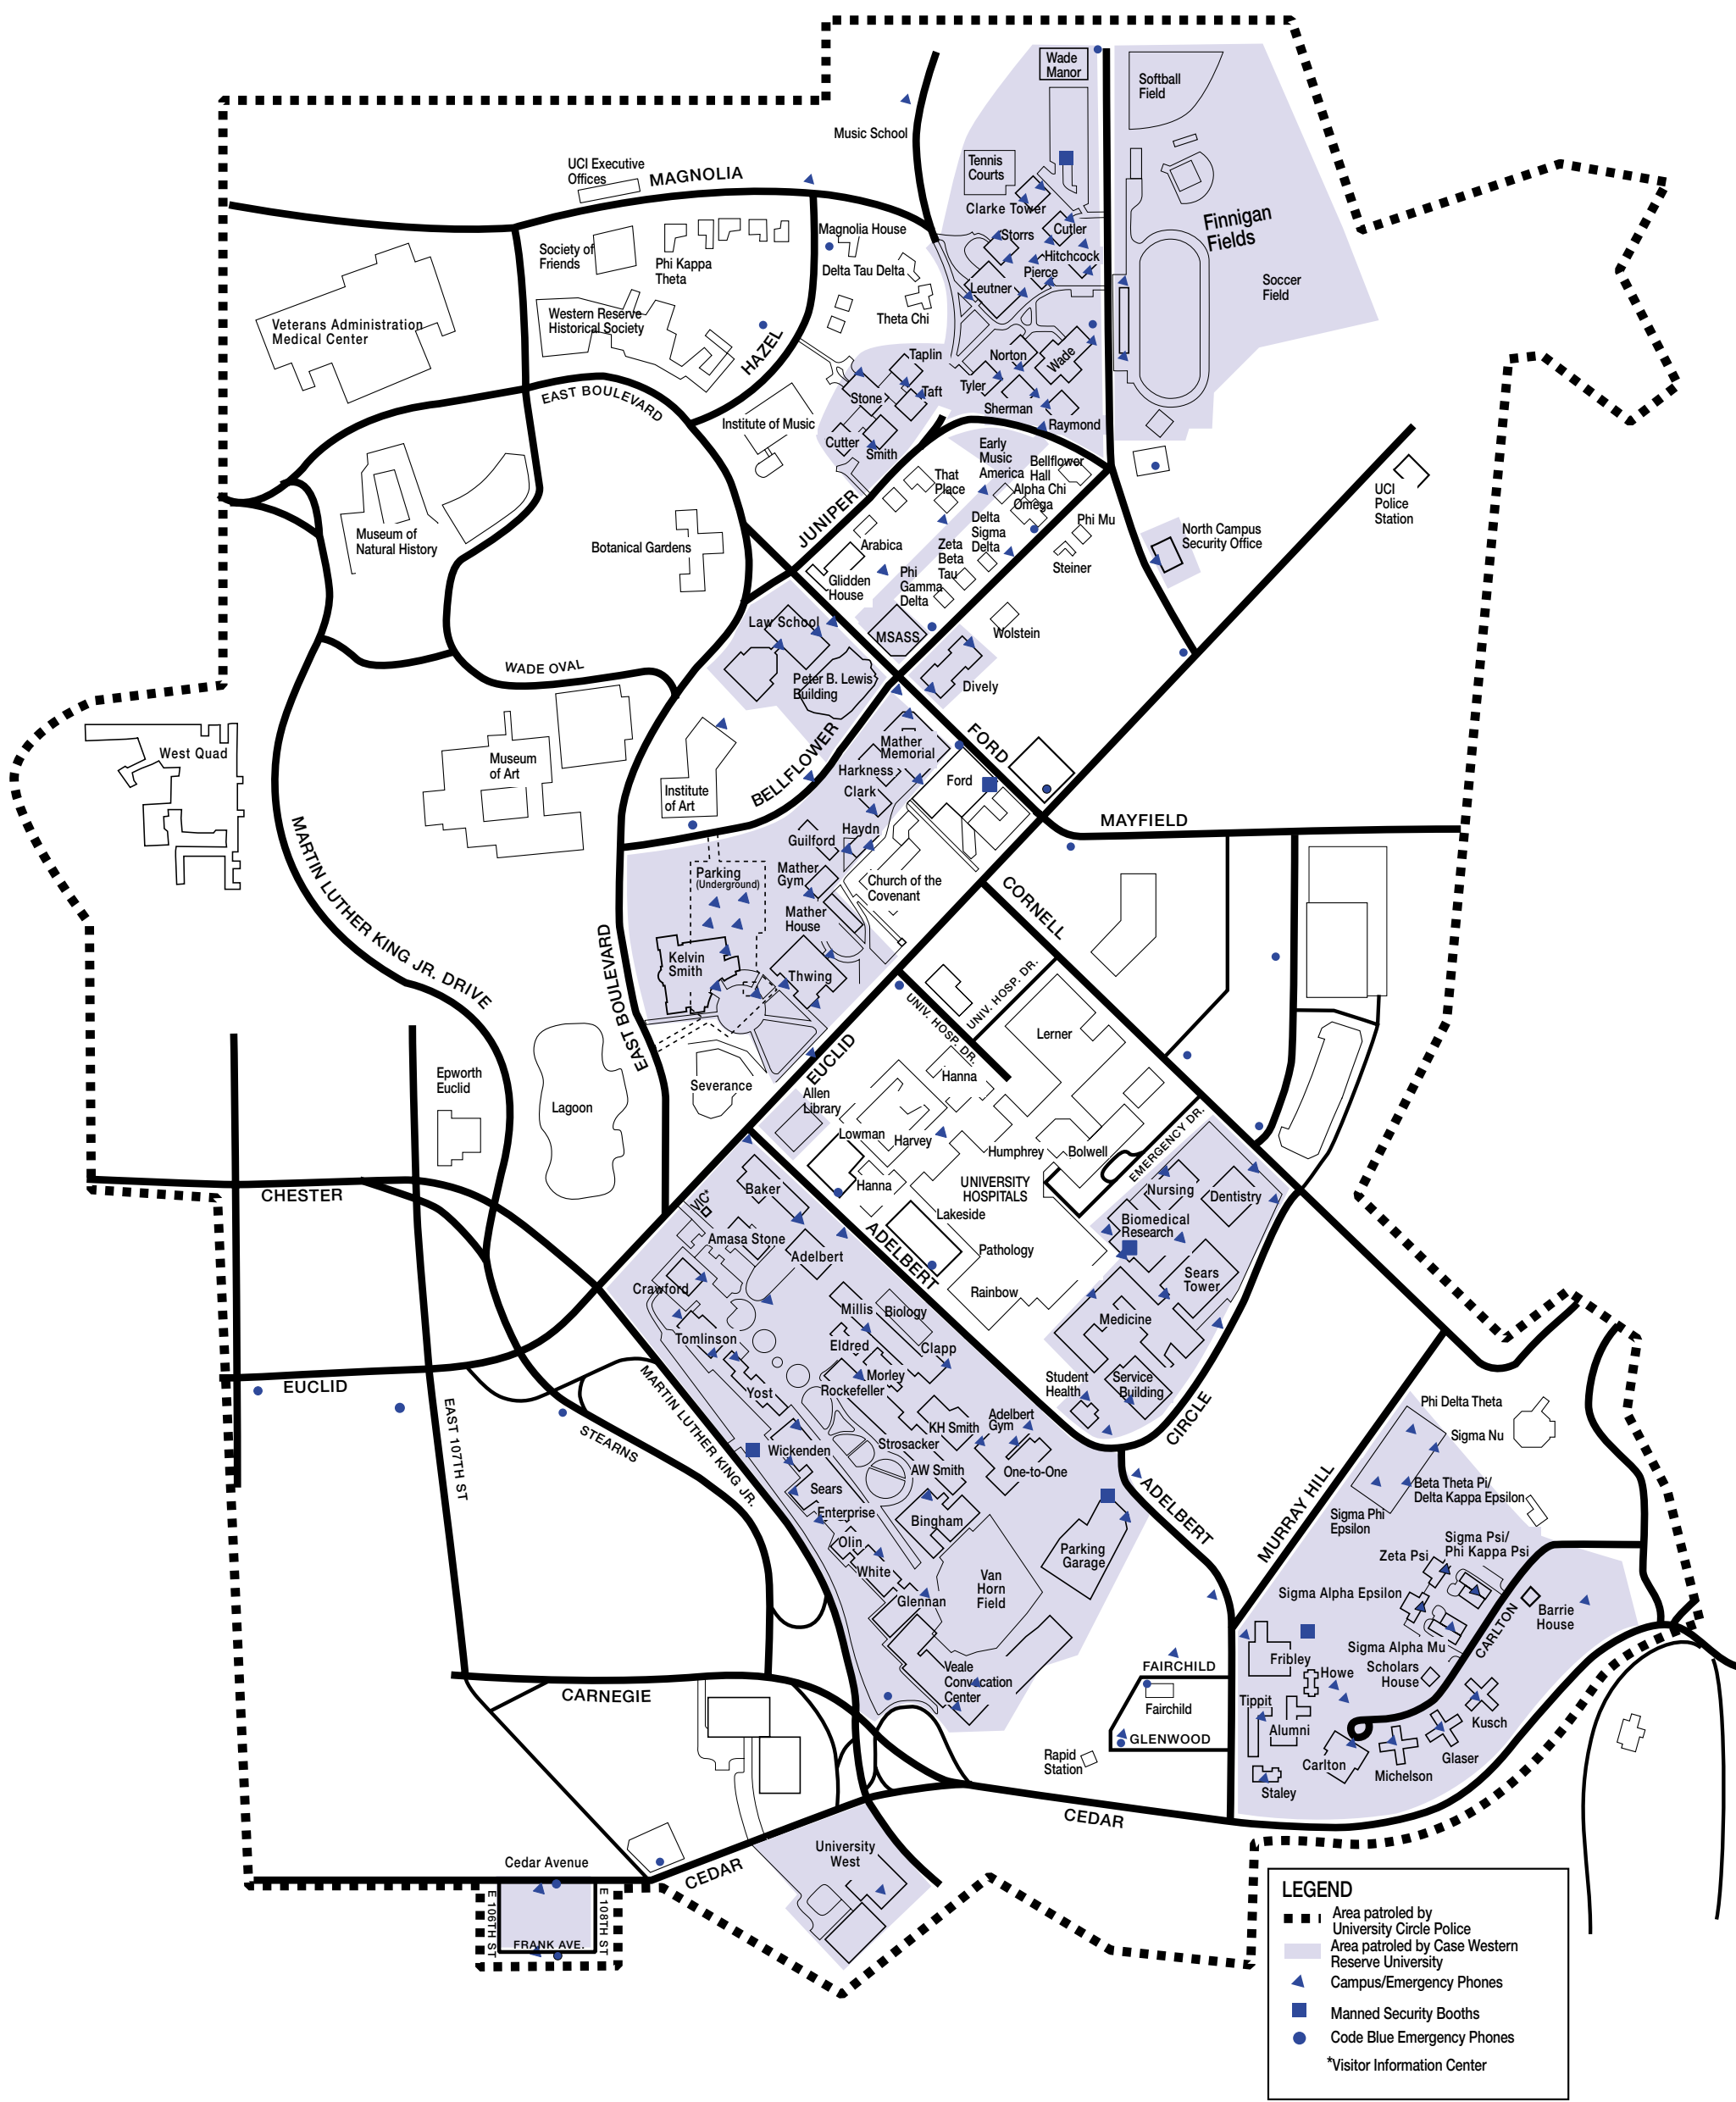 Wade
Manor
Softball
Field
Music School
UCI Executive
Offices
MAGNOLIA
Tennis
Courts
Clarke Tower
Finnigan
Fields
Magnolia House
Storrs
Cutler
Society of
Friends
Phi Kappa
Theta
Hitchcock
Delta Tau Delta
Pierce
Soccer
Field
Leutner
Veterans Administration
Medical Center
Western Reserve
Historical Society
Theta Chi
HAZEL
Taplin
Norton
Wade
Tyler
EAST BOULEVARD
Stone
Taft
Sherman
Institute of Music
Raymond
Cutter
Smith
Early
Music
America
Bellflower
Hall
That
Place
Alpha Chi
Omega
UCI
Police
Station
JUNIPER
Delta
Sigma
Delta
Phi Mu
Museum of
Natural History
Botanical Gardens
Arabica
Zeta
Beta
Tau
North Campus
Security Office
Steiner
Glidden
House
Phi
Gamma
Delta
Law School
MSASS
Wolstein
WADE OVAL
Peter B. Lewis
Building
Dively
West Quad
Museum
of Art
Mather
Memorial
FORD
BELLFLOWER
Harkness
Ford
Institute
of Art
Clark
MAYFIELD
Haydn
Guilford
MARTIN LUTHER KING JR. DRIVE
Parking
(Underground)
Mather
Gym
Church of the
Covenant
CORNELL
Mather
House
EAST BOULEVARD
Kelvin
Smith
Thwing
UNIV. HOSP. DR.
UNIV. HOSP. DR.
Lerner
EUCLID
Hanna
Epworth
Euclid
Severance
Lagoon
Allen
Library
Lowman
Harvey
Humphrey
Bolwell
EMERGENCY DR.
CHESTER
Baker
Hanna
UNIVERSITY
HOSPITALS
Nursing
Dentistry
VIC*
Lakeside
Biomedical
Research
Amasa Stone
Adelbert
ADELBERT
Pathology
Crawford
Sears
Tower
Rainbow
Millis
Biology
Medicine
Tomlinson
Eldred
Clapp
EUCLID
MARTIN LUTHER KING JR.
Morley
Rockefeller
Yost
Student
Health
Service
Building
CIRCLE
EAST 107TH ST
STEARNS
Adelbert
Gym
KH Smith
Phi Delta Theta
Sigma Nu
Wickenden
Strosacker
AW Smith
One-to-One
Sears
ADELBERT
MURRAY HILL
Beta Theta Pi/
Delta Kappa Epsilon
Sigma Phi
Epsilon
Enterprise
Bingham
Olin
White
Parking
Garage
Sigma Psi/
Phi Kappa Psi
Zeta Psi
Van
Horn
Field
Glennan
Sigma Alpha Epsilon
CARLTON
Barrie
House
Sigma Alpha Mu
Fribley
FAIRCHILD
Veale
Convocation
Center
Howe
Scholars
House
CARNEGIE
Fairchild
Tippit
Alumni
Kusch
GLENWOOD
Rapid
Station
Carlton
Glaser
Michelson
Staley
CEDAR
University
West
Cedar Avenue
CEDAR
E 106TH ST
E 108TH ST
FRANK AVE.
LEGEND
Area patroled by
University Circle Police
Area patroled by Case Western
Reserve University
Campus/Emergency Phones
Manned Security Booths
Code Blue Emergency Phones
*Visitor Information Center